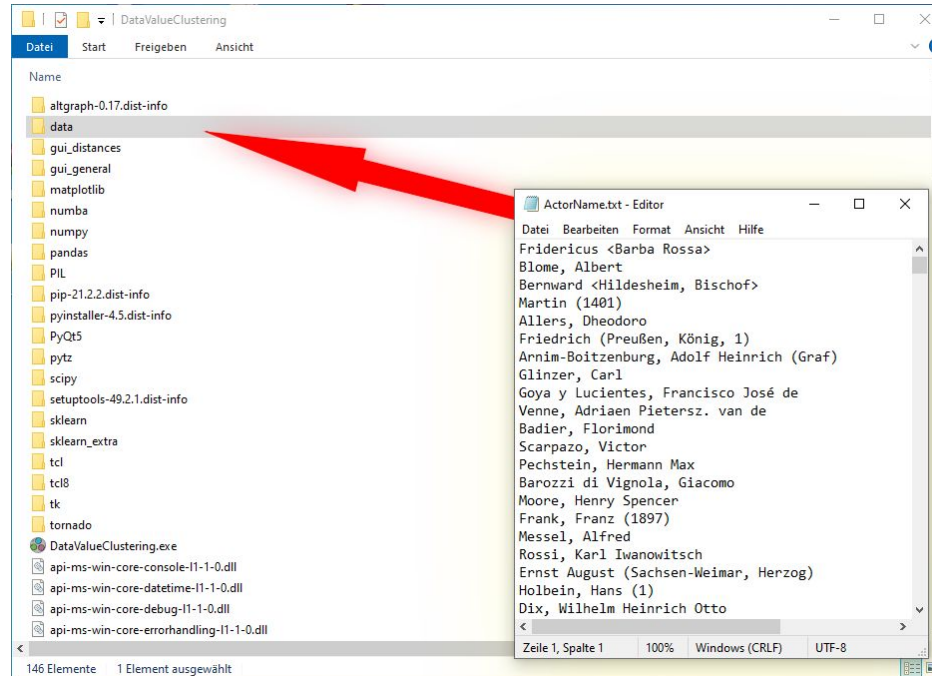 DataValueClustering
Datei Start Freigeben Ansicht
Name
altgraph-0.17.dist-info
data
gui_distances
gui_general
matplotlib
numba
numpy
pandas
PIL
pip-21.2.2.dist-info
pyinstaller-4.5.dist-info
PyQt5
pytz
scipy
setuptools-49.2.1.dist-info
sklearn
sklearn_extra
tcl
tcl8
tk
tornado
DataValueClustering.exe
api-ms-win-core-console-l1-1-0.dll
api-ms-win-core-datetime-l1-1-0.dll
api-ms-win-core-debug-l1-1-0.dll
api-ms-win-core-errorhandling-l1-1-0.dll
146 Elemente 1 Element ausgewählt
ActorName.txt - Editor
Datei Bearbeiten Format Ansicht Hilfe
Fridericus <Barba Rossa>
Blome, Albert
Bernward <Hildesheim, Bischof>
Martin (1401)
Allers, Dheodoro
Friedrich (Preußen, König, 1)
Arnim-Boitzenburg, Adolf Heinrich (Graf)
Glinzer, Carl
Goya y Lucientes, Francisco José de
Venne, Adriaen Pietersz. van de
Badier, Florimond
Scarpazo, Victor
Pechstein, Hermann Max
Barozzi di Vignola, Giacomo
Moore, Henry Spencer
Frank, Franz (1897)
Messel, Alfred
Rossi, Karl Iwanowitsch
Ernst August (Sachsen-Weimar, Herzog)
Holbein, Hans (1)
Dix, Wilhelm Heinrich Otto
Zeile 1, Spalte 1 100% Windows (CRLF) UTF-8